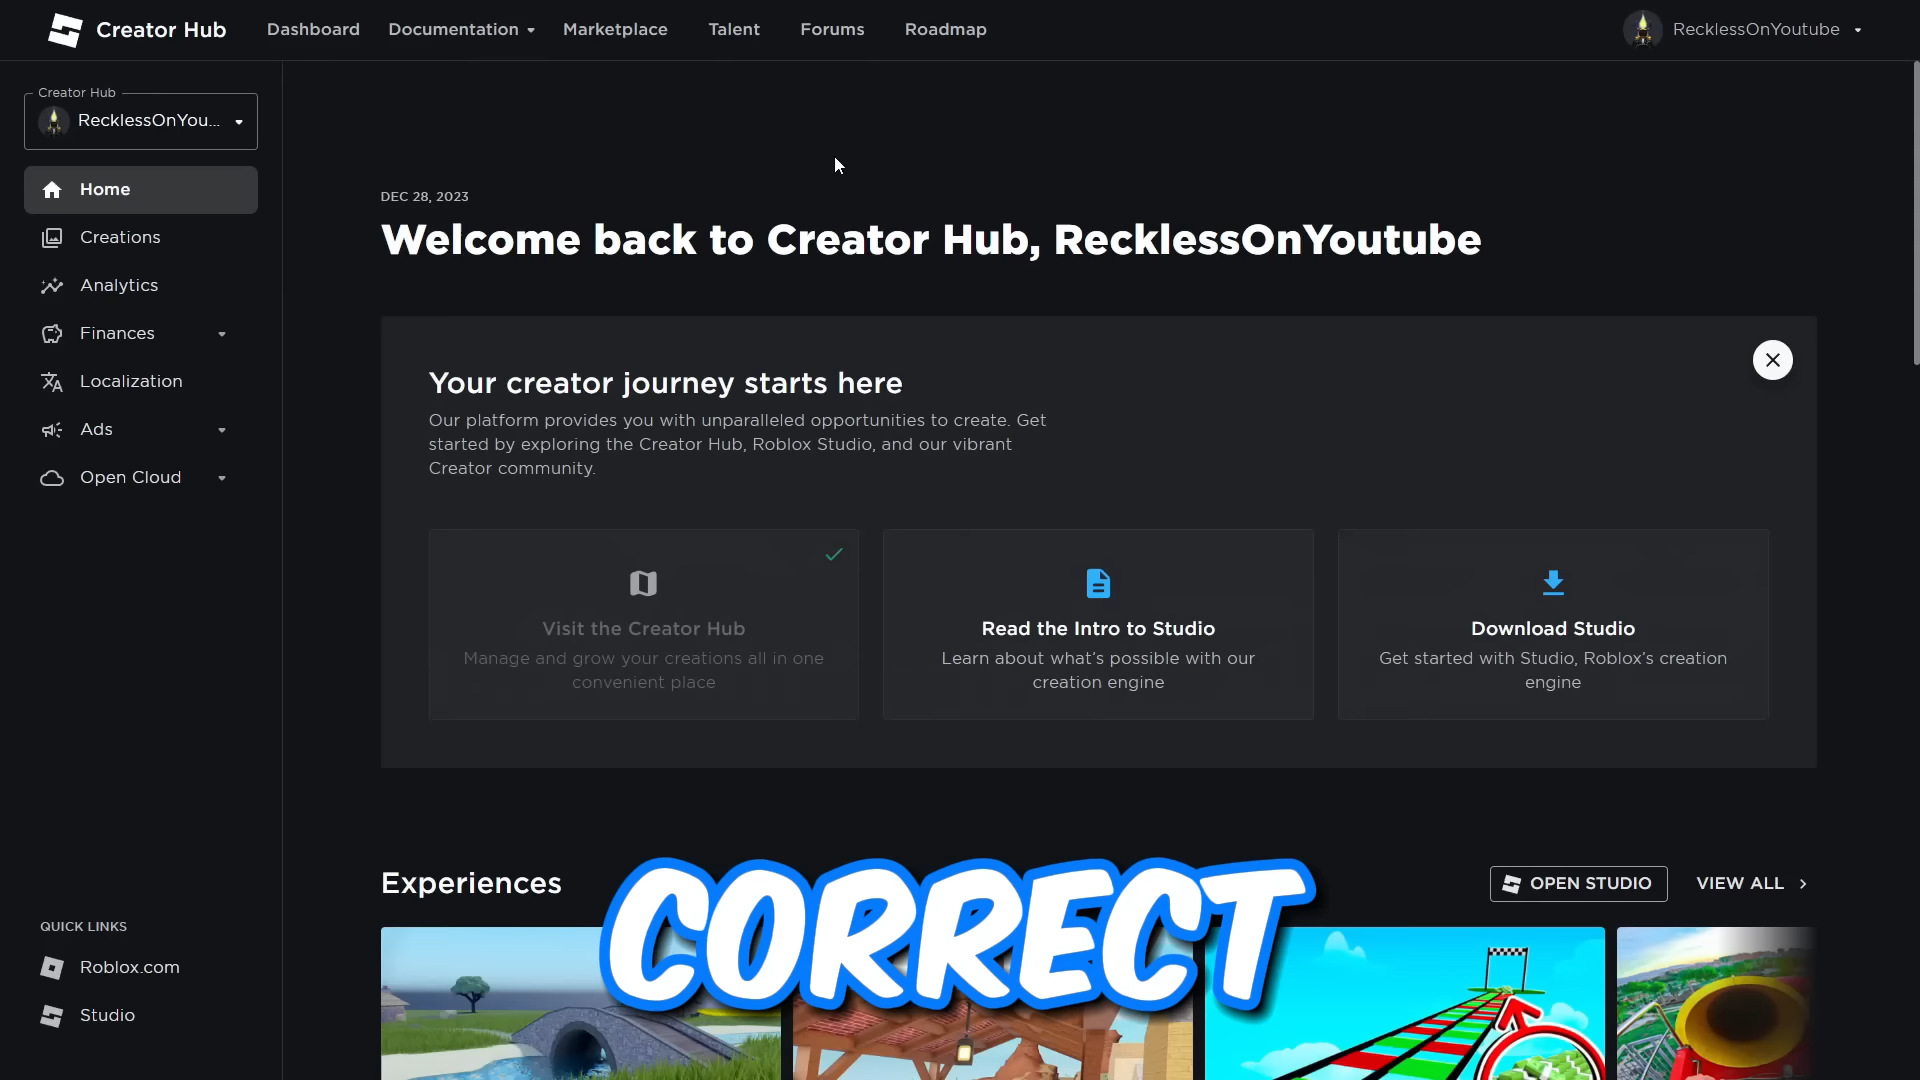 Creator Hub
Dashboard
Documentation
Marketplace
Talent
Forums
Roadmap
RecklessOnYoutube
Creator Hub
RecklessOnYou...
Home
Creations
Analytics
Finances
Localization
Ads
Open Cloud
QUICK LINKS
Roblox.com
Studio
DEC 28, 2023
Welcome back to Creator Hub, RecklessOnYoutube
Your creator journey starts here
Our platform provides you with unparalleled opportunities to create. Get
started by exploring the Creator Hub, Roblox Studio, and our vibrant
Creator community.
Visit the Creator Hub
Manage and grow your creations all in one
convenient place
Read the Intro to Studio
Learn about what's possible with our
creation engine
Download Studio
Get started with Studio, Roblox's creation
engine
Experiences
OPEN STUDIO
VIEW ALL
CORRECT